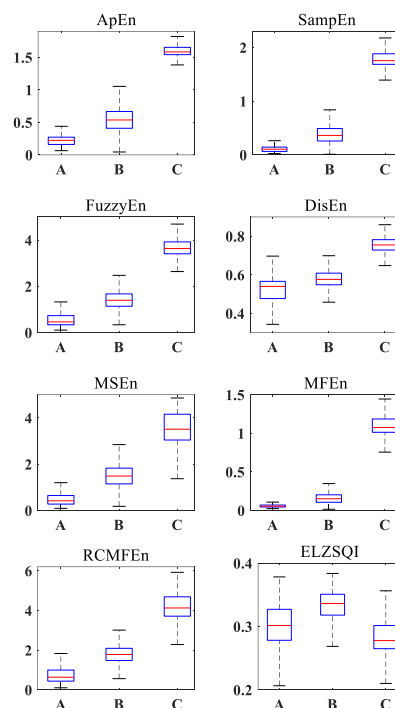 ApEn
SampEn
1.5
1
0.5
0
A B C
2
1
0
A B C
FuzzyEn
DisEn
4
2
0
A B C
0.8
0.6
0.4
A B C
MSEn
MFEn
4
2
0
A B C
1.5
1
0.5
0
A B C
RCMFEn
ELZSQI
6
4
2
0
A B C
0.4
0.3
0.2
A B C